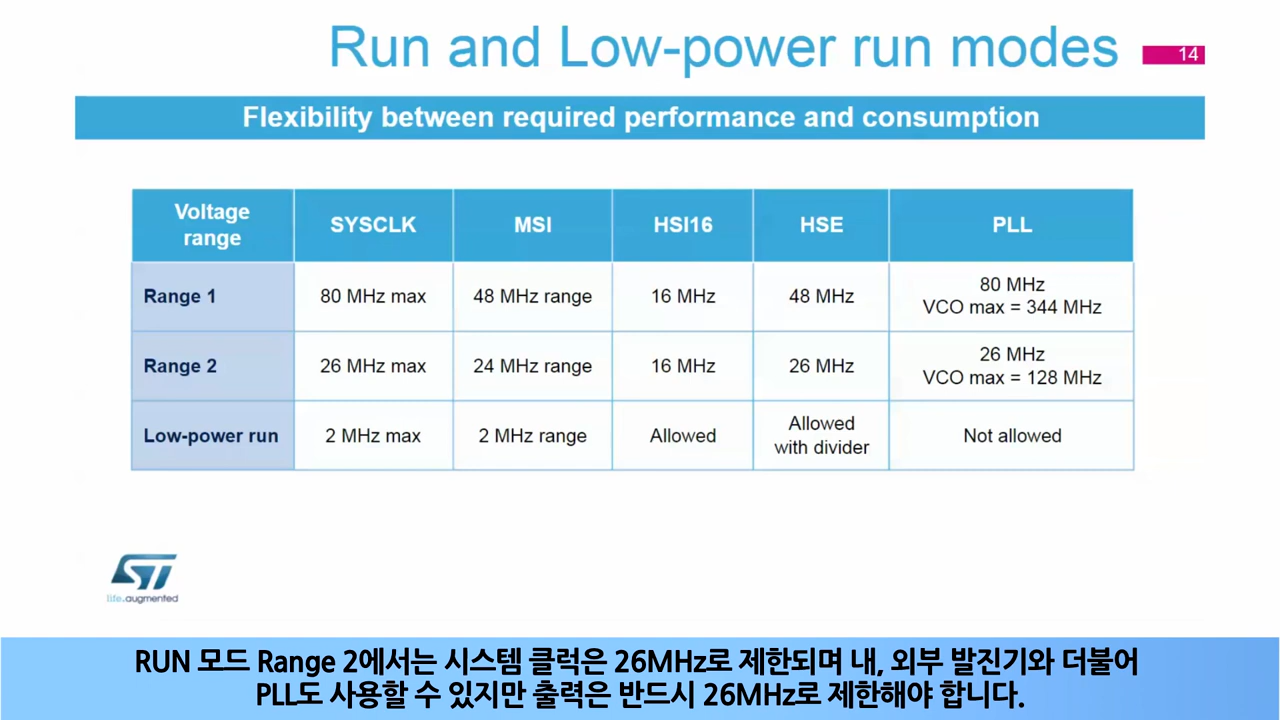 Run and Low-power run modes
14
Flexibility between required performance and consumption
Voltage range
SYSCLK
MSI
HSI16
HSE
PLL
Range 1
80 MHz max
48 MHz range
16 MHz
48 MHz
80 MHz
VCO max = 344 MHz
Range 2
26 MHz max
24 MHz range
16 MHz
26 MHz
26 MHz
VCO max = 128 MHz
Low-power run
2 MHz max
2 MHz range
Allowed
Allowed
with divider
Not allowed
ST
life.augmented
RUN 모드 Range 2에서는 시스템 클럭은 26MHz로 제한되며 내, 외부 발진기와 더불어
PLL도 사용할 수 있지만 출력은 반드시 26MHz로 제한해야 합니다.